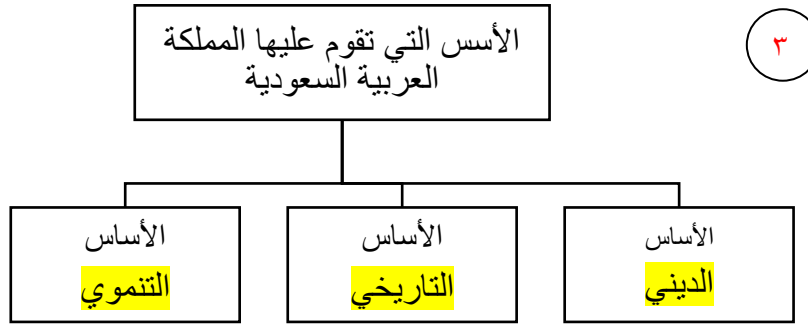 ٣
الأسس التي تقوم عليها المملكة
العربية السعودية
الأساس
الديني
الأساس
التاريخي
الأساس
التنموي